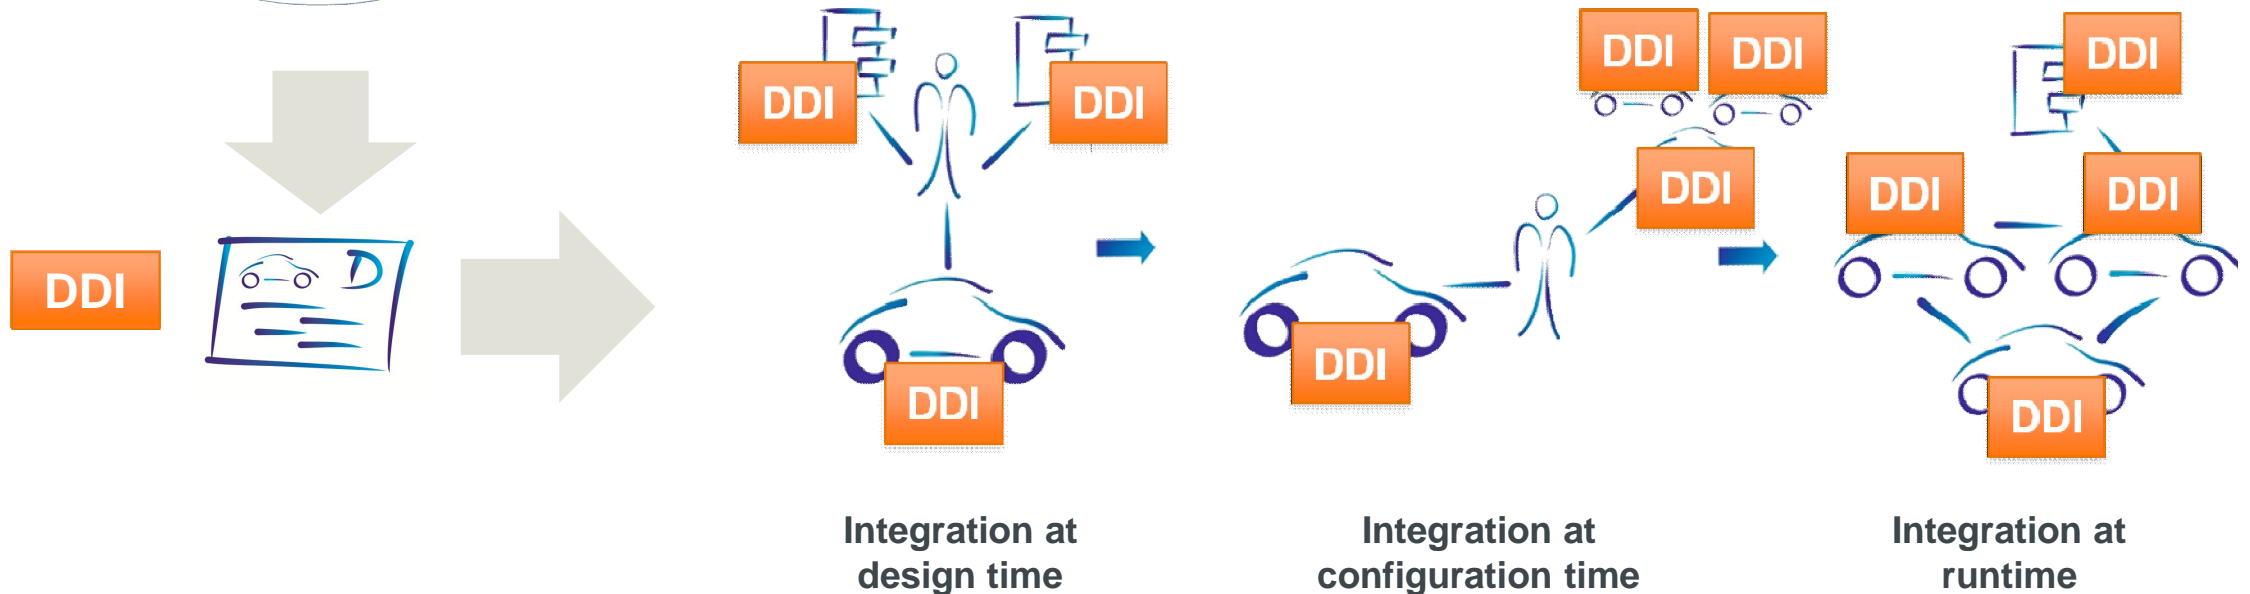 DDI
D
DDI
DDI
DDI
Integration at
design time
DDI
DDI
DDI
DDI
Integration at
configuration time
DDI
DDI
DDI
DDI
Integration at
runtime